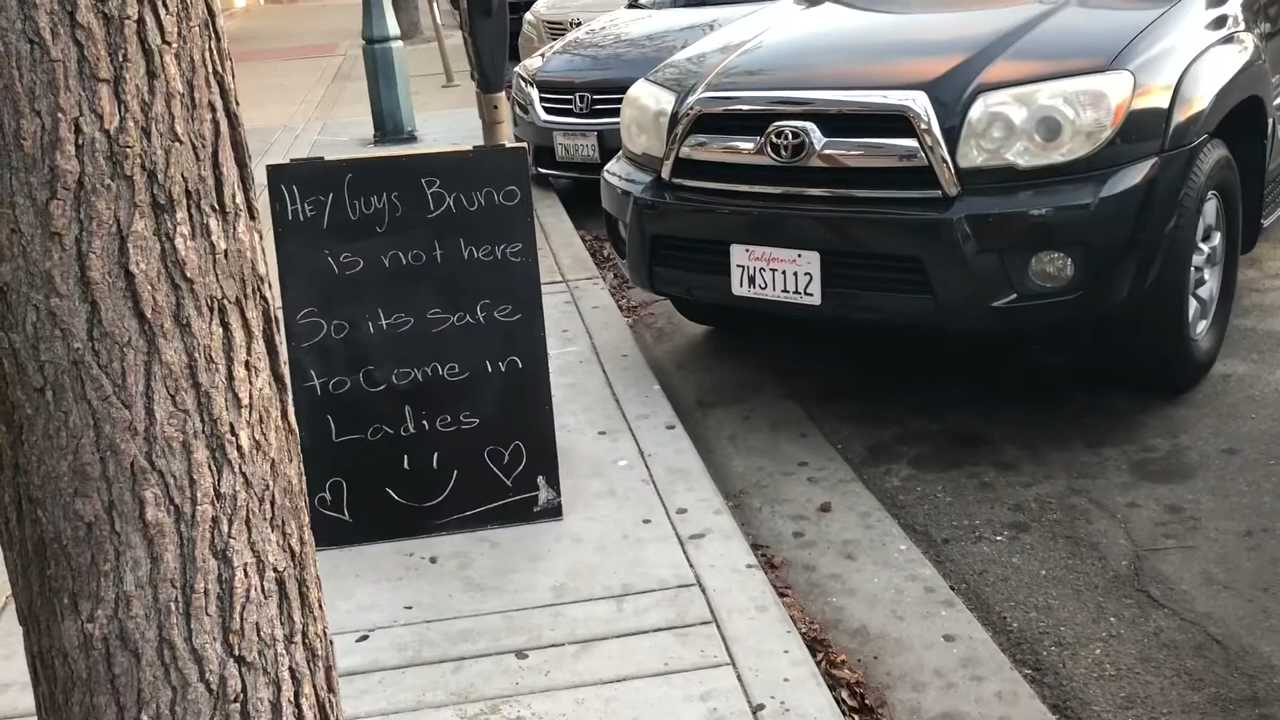 HEY Guys Bruno
is not here..
So its safe
to Come in
Ladies
7NUR219
California
7WST112